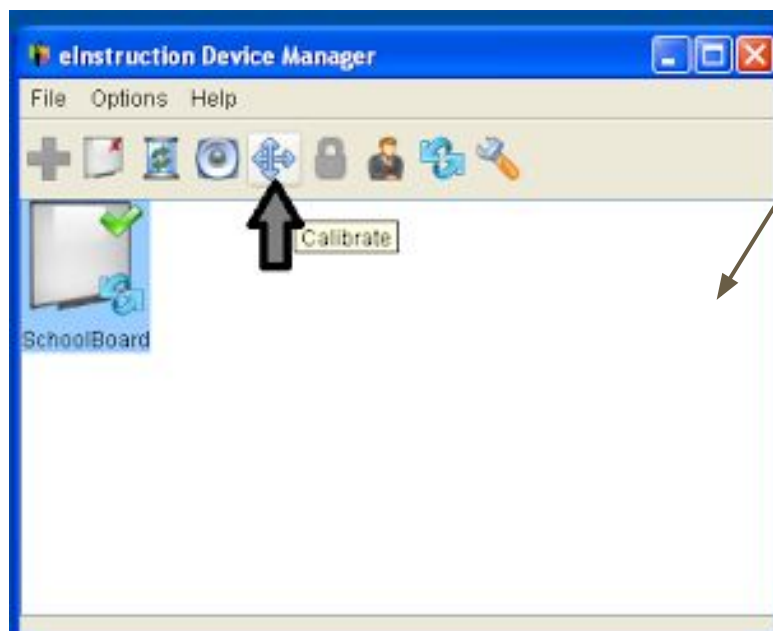 eInstruction Device Manager
File Options Help
Calibrate
SchoolBoard